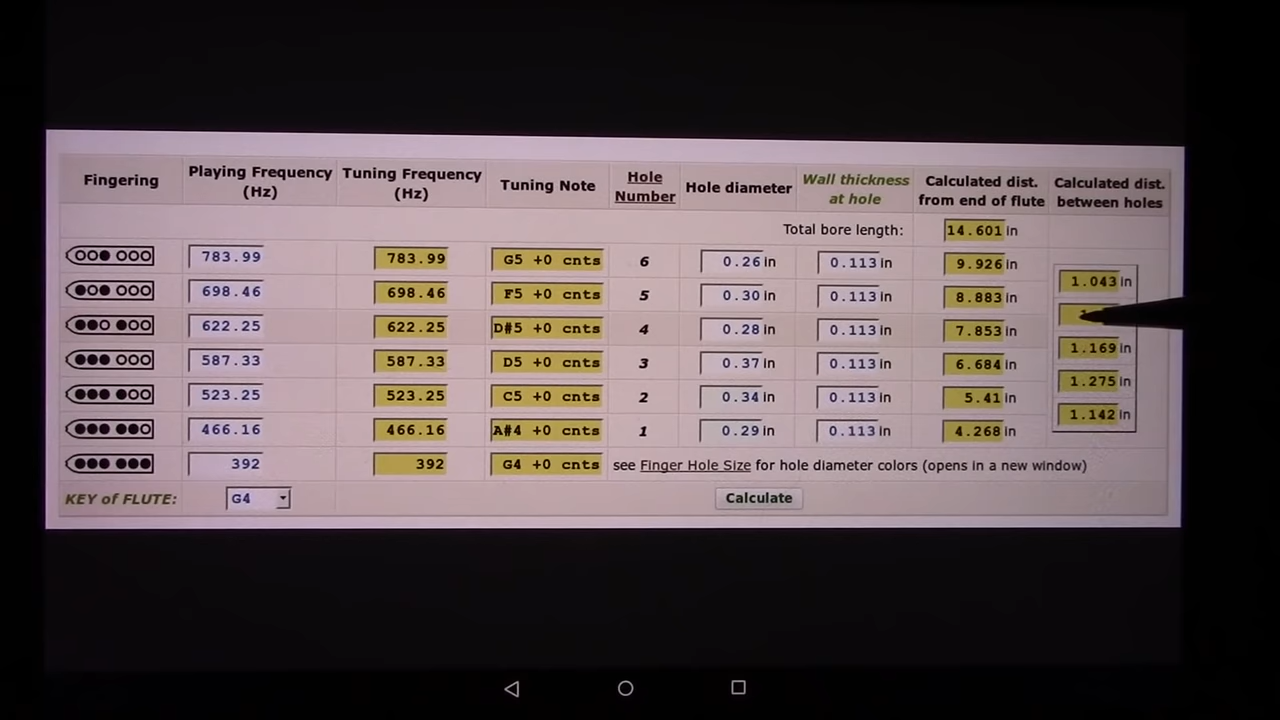 Fingering Playing Frequency (Hz) Tuning Frequency (Hz) Tuning Note Hole Number Hole diameter Wall thickness at hole Calculated dist. from end of flute Calculated dist. between holes
Total bore length: 14.601 in
783.99 783.99 G5 +0 cnts 6 0.26 in 0.113 in 9.926 in
1.043 in
698.46 698.46 F5 +0 cnts 5 0.30 in 0.113 in 8.883 in
622.25 622.25 D#5 +0 cnts 4 0.28 in 0.113 in 7.853 in
1.169 in
587.33 587.33 D5 +0 cnts 3 0.37 in 0.113 in 6.684 in
1.275 in
523.25 523.25 C5 +0 cnts 2 0.34 in 0.113 in 5.41 in
1.142 in
466.16 466.16 A#4 +0 cnts 1 0.29 in 0.113 in 4.268 in
392 392 G4 +0 cnts see Finger Hole Size for hole diameter colors (opens in a new window)
KEY of FLUTE: G4 Calculate